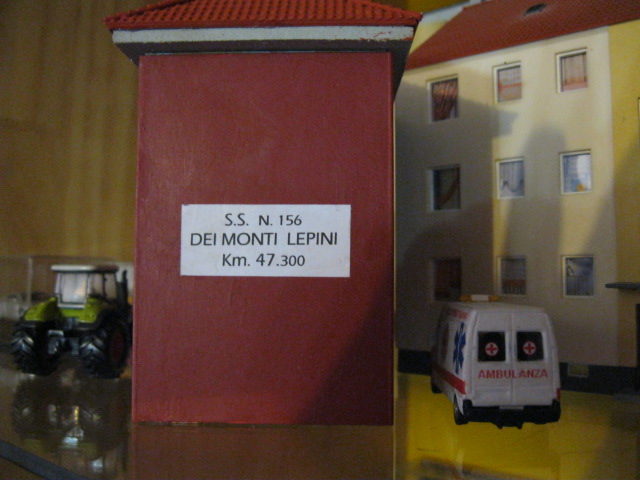 S.S. N. 156
DEI MONTI LEPINI
Km. 47.300
AMBULANZA